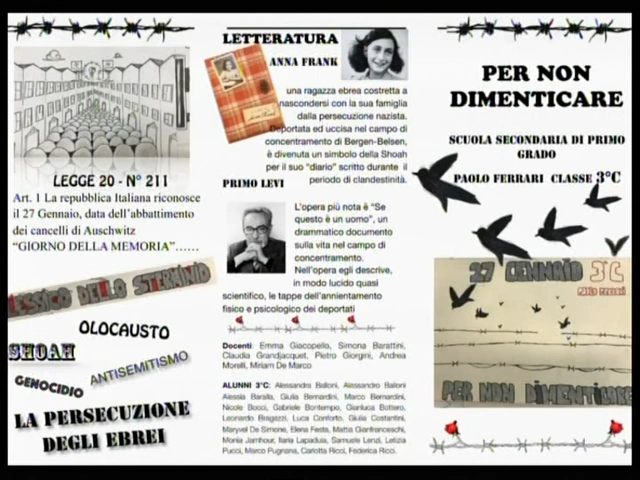 LEGGE 20 - N° 211
Art. 1 La repubblica Italiana riconosce
il 27 Gennaio, data dell'abbattimento
dei cancelli di Auschwitz
"GIORNO DELLA MEMORIA"......
LESSICO DELLO STERMINIO
OLOCAUSTO
SHOAH
ANTISEMITISMO
GENOCIDIO
LA PERSECUZIONE
DEGLI EBREI
LETTERATURA
ANNA FRANK
una ragazza ebrea costretta a
nascondersi con la sua famiglia
dalla persecuzione nazista.
Deportata ed uccisa nel campo di
concentramento di Bergen-Belsen,
è divenuta un simbolo della Shoah
per il suo "diario" scritto durante il
periodo di clandestinità.
PRIMO LEVI
L'opera più nota è "Se
questo è un uomo", un
drammatico documento
sulla vita nel campo di
concentramento.
Nell'opera egli descrive,
in modo lucido quasi
scientifico, le tappe dell'annientamento
fisico e psicologico dei deportati
Docenti: Emma Giacopello, Simona Barattini,
Claudia Grandjacquet, Pietro Giorgini, Andrea
Morelli, Miriam De Marco
ALUNNI 3°C: Alessandra Balloni, Alessandro Balloni
Alessia Baralla, Giulia Bernardini, Marco Bernardini,
Nicole Bocci, Gabriele Bontempo, Gianluca Bottaro,
Leonardo Bragazzi, Luca Conforto, Giulia Costantini,
Maryvel De Simone, Elena Festa, Mattia Gianfranceschi,
Monia Jamhour, Ilaria Lapadula, Samuele Lenzi, Letizia
Pucci, Marco Pugnana, Carlotta Ricci, Federica Ricci.
PER NON
DIMENTICARE
SCUOLA SECONDARIA DI PRIMO
GRADO
PAOLO FERRARI CLASSE 3°C
27 GENNAIO 3°C
PAOLO FERRARI
PER NON DIMENTICARE